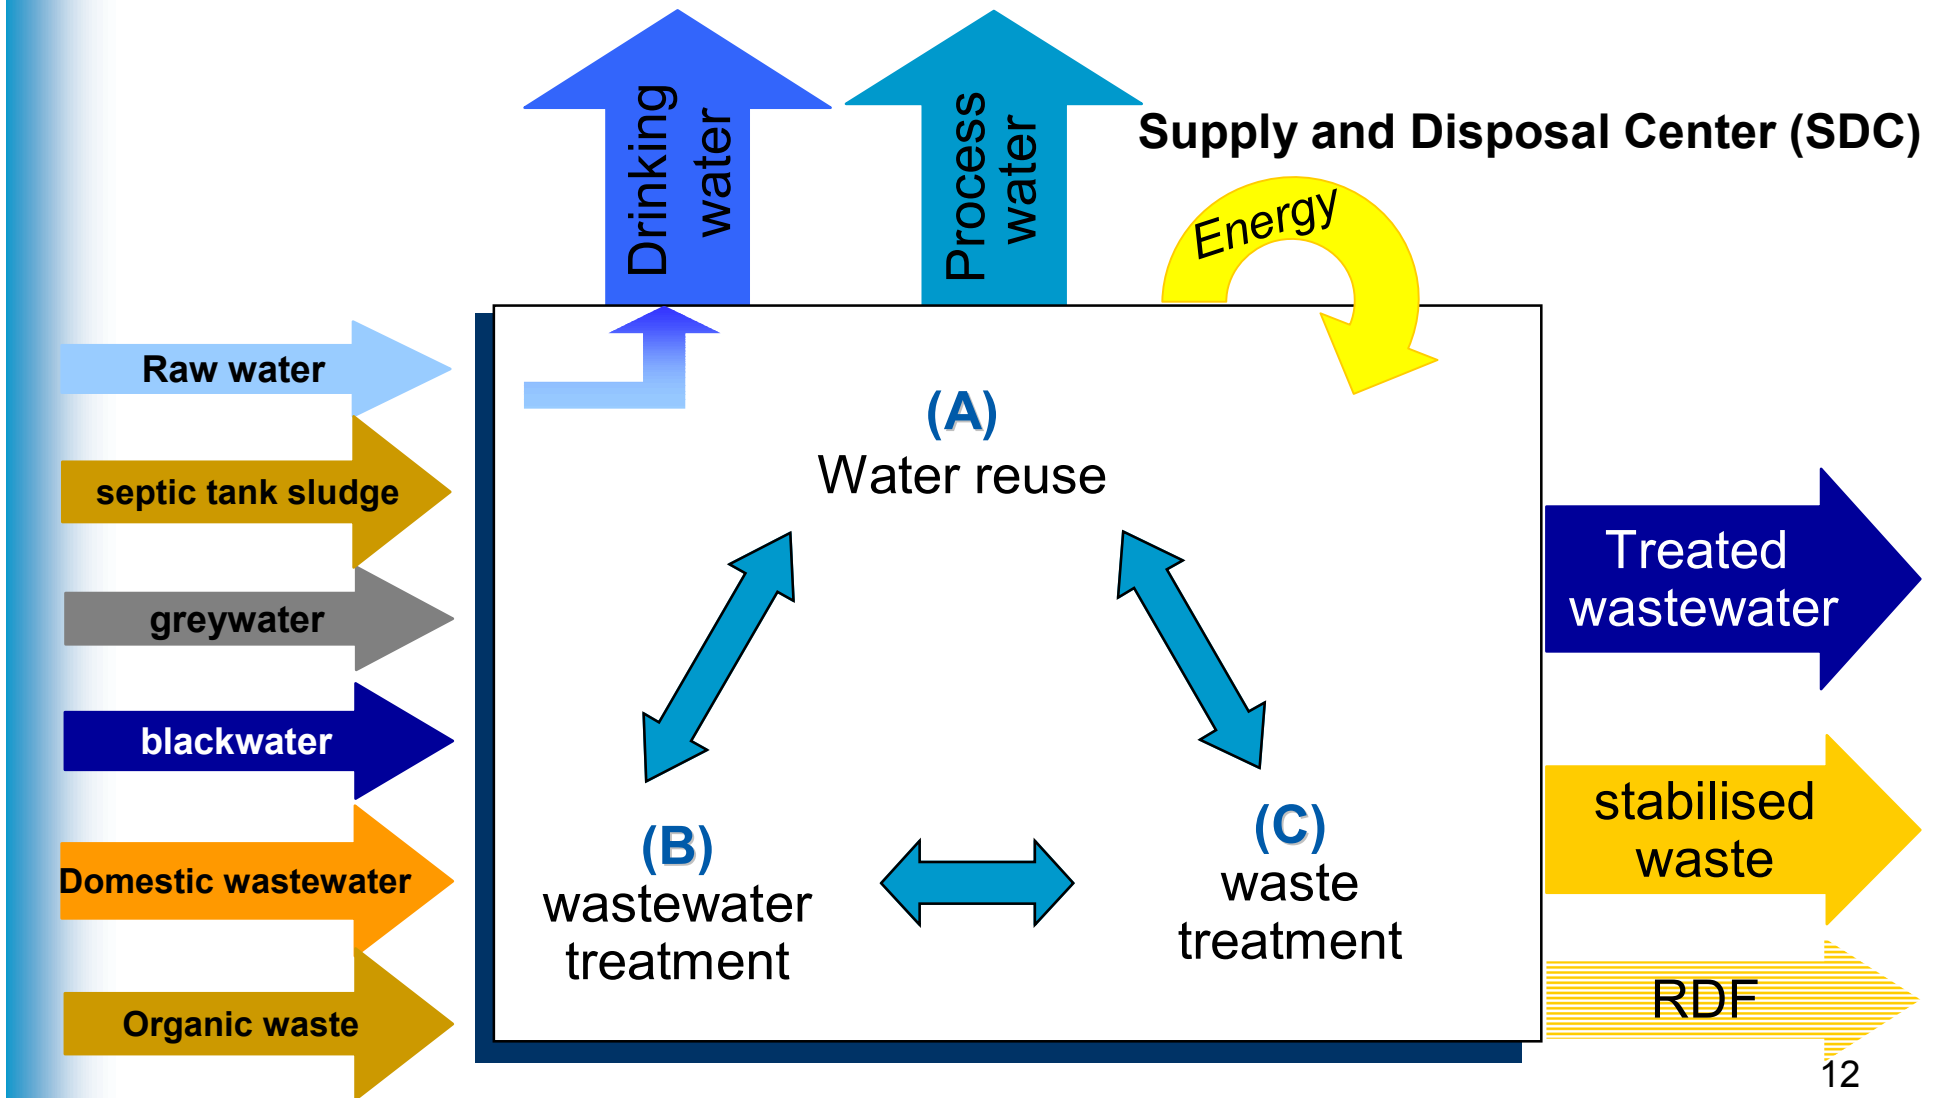 Drinking
water
Process
water
Supply and Disposal Center (SDC)
Energy
Raw water
septic tank sludge
greywater
blackwater
Domestic wastewater
Organic waste
(A)
Water reuse
(B)
wastewater
treatment
(C)
waste
treatment
Treated
wastewater
stabilised
waste
RDF
12